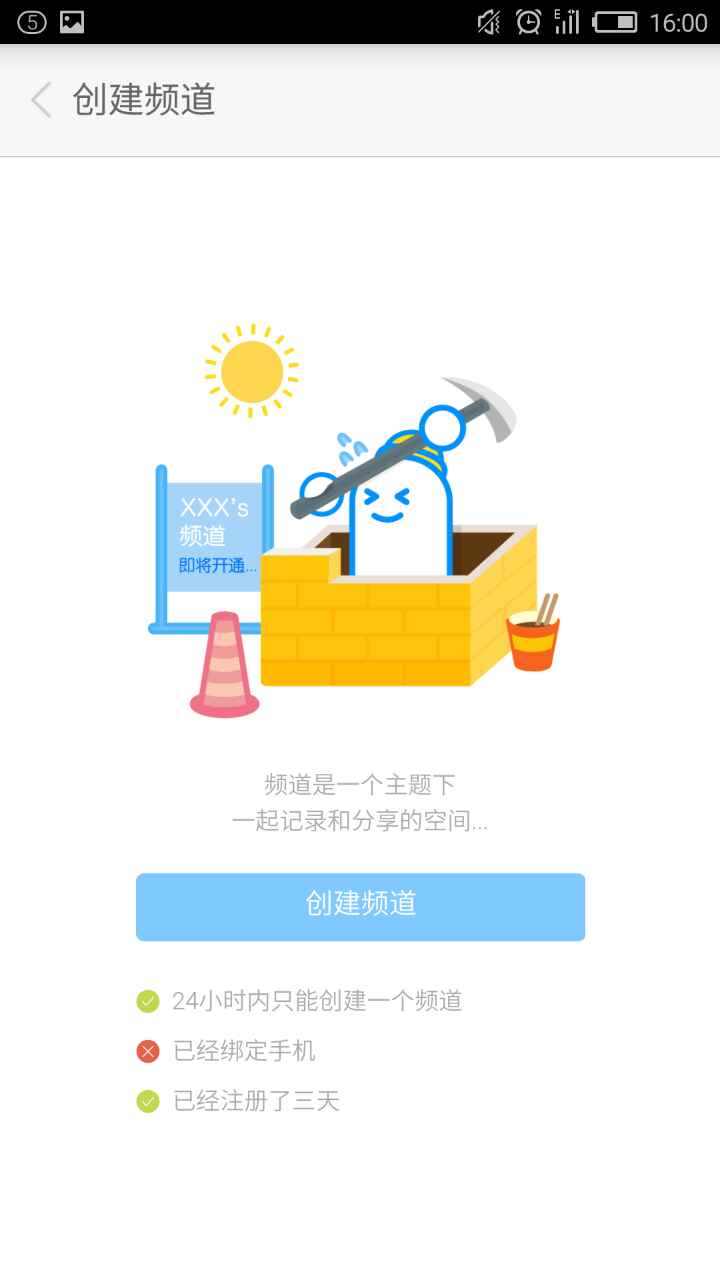 5
E
16:00
创建频道
XXX's
频道
即将开通...
频道是一个主题下
一起记录和分享的空间...
创建频道
24小时内只能创建一个频道
已经绑定手机
已经注册了三天